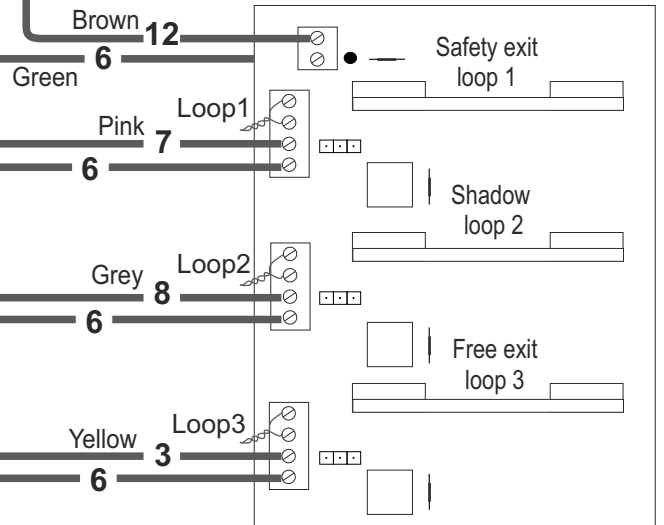 Brown 12
6
Green
Safety exit
loop 1
Loop1
Pink 7
6
Shadow
loop 2
Loop2
Grey 8
6
Free exit
loop 3
Loop3
Yellow 3
6